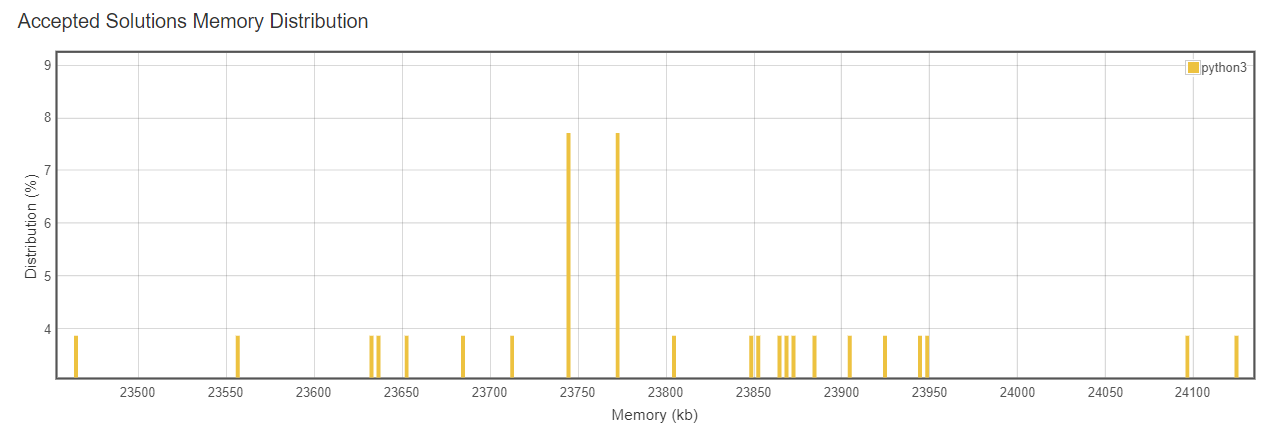 Accepted Solutions Memory Distribution
python3
9
8
7
6
5
4
Distribution (%)
23500 23550 23600 23650 23700 23750 23800 23850 23900 23950 24000 24050 24100
Memory (kb)